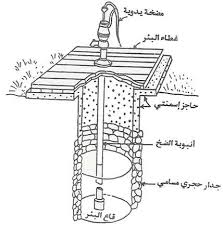 مضخة يدوية
غطاء البئر
حاجز إسمنتي
أنبوبة الضخ
جدار حجري مسامي
قاع البئر